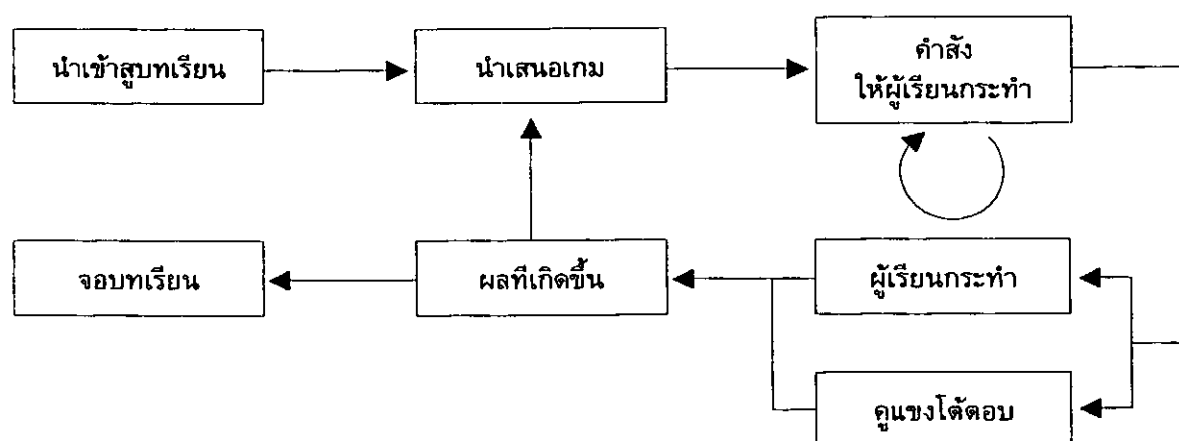 นำเข้าสูบทเรียน
นำเสนอเกม
คำสัง
ให้ผู้เรียนกระทำ
จอบทเรียน
ผลทีเกิดขึ้น
ผู้เรียนกระทำ
คูแขงโต้ตอบ